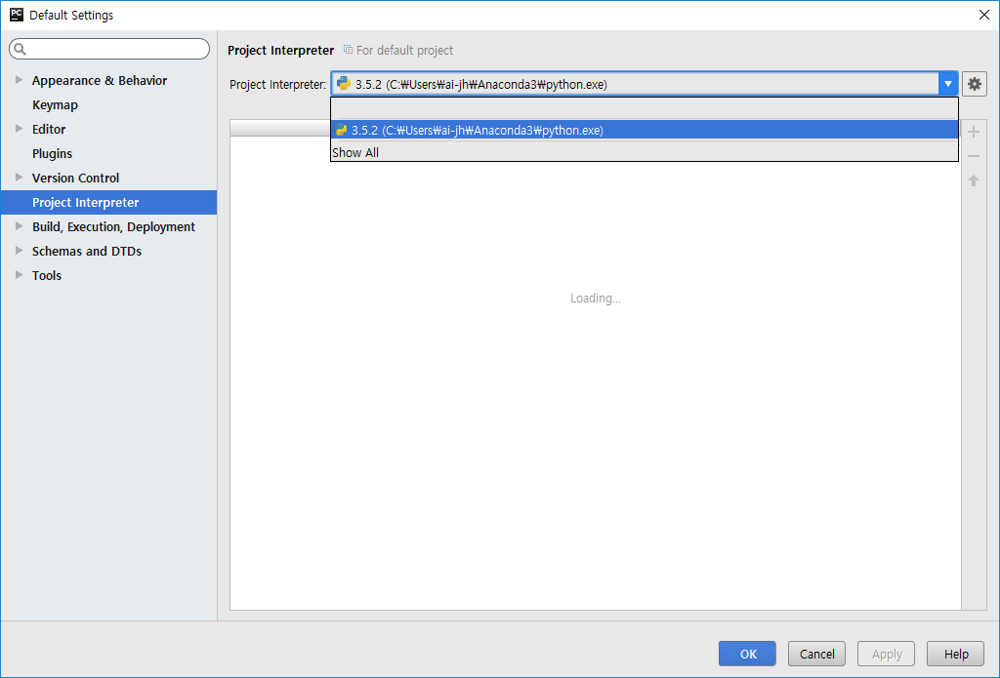 PC Default Settings
Project Interpreter For default project
Project Interpreter: 3.5.2 (C:₩Users₩ai-jh₩Anaconda3₩python.exe)
3.5.2 (C:₩Users₩ai-jh₩Anaconda3₩python.exe)
Show All
Appearance & Behavior
Keymap
Editor
Plugins
Version Control
Project Interpreter
Build, Execution, Deployment
Schemas and DTDs
Tools
Loading...
OK Cancel Apply Help